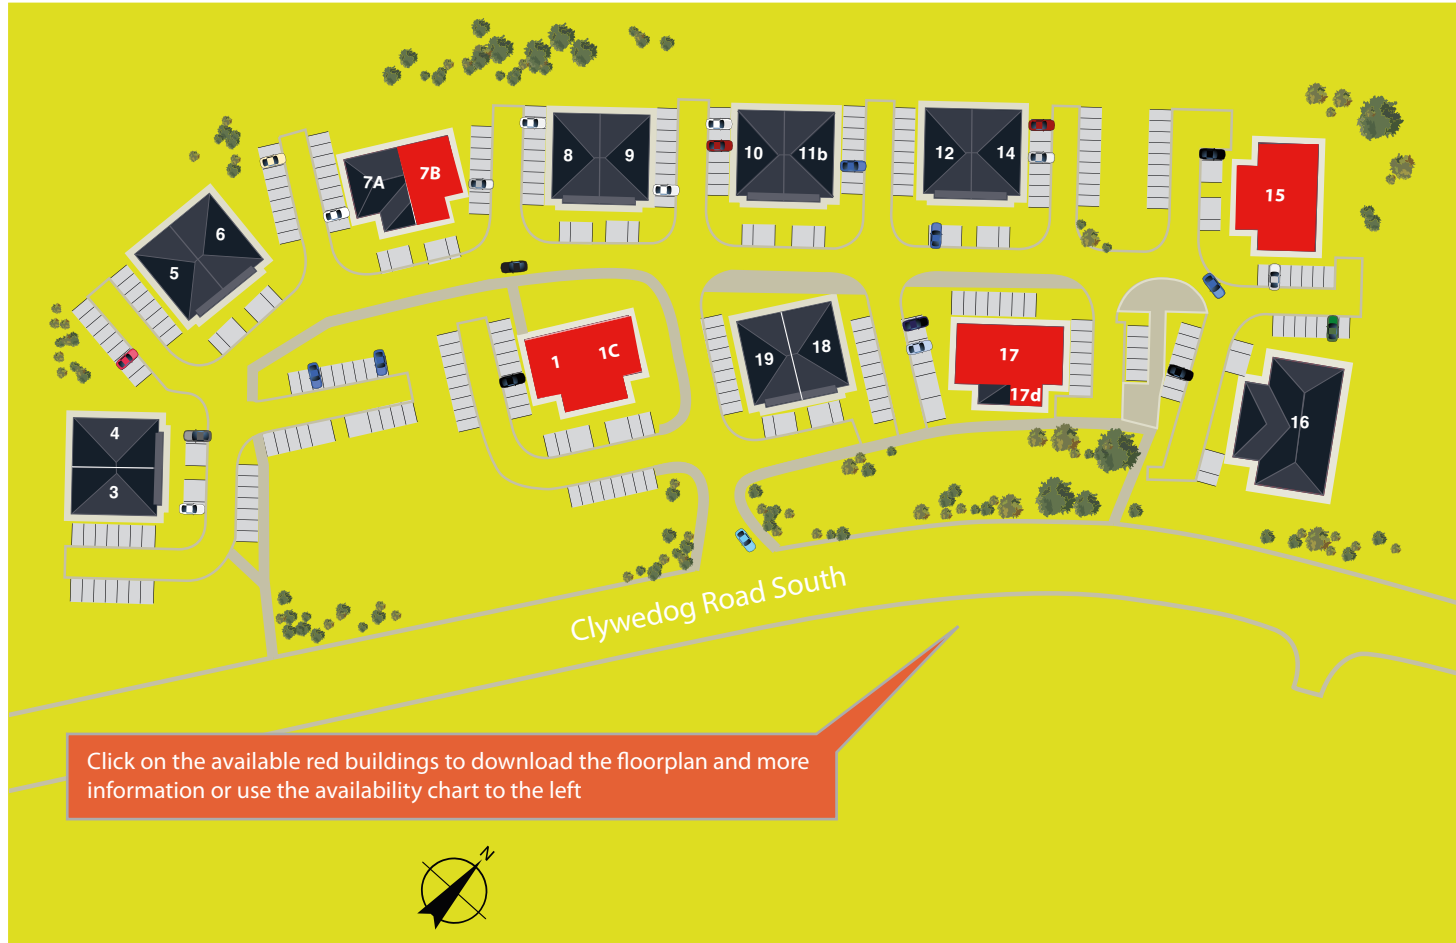 8
9
10
11b
12
14
7A
7B
15
6
5
1
1C
19
18
17
17d
16
4
3
Clywedog Road South
Click on the available red buildings to download the floorplan and more
information or use the availability chart to the left
N